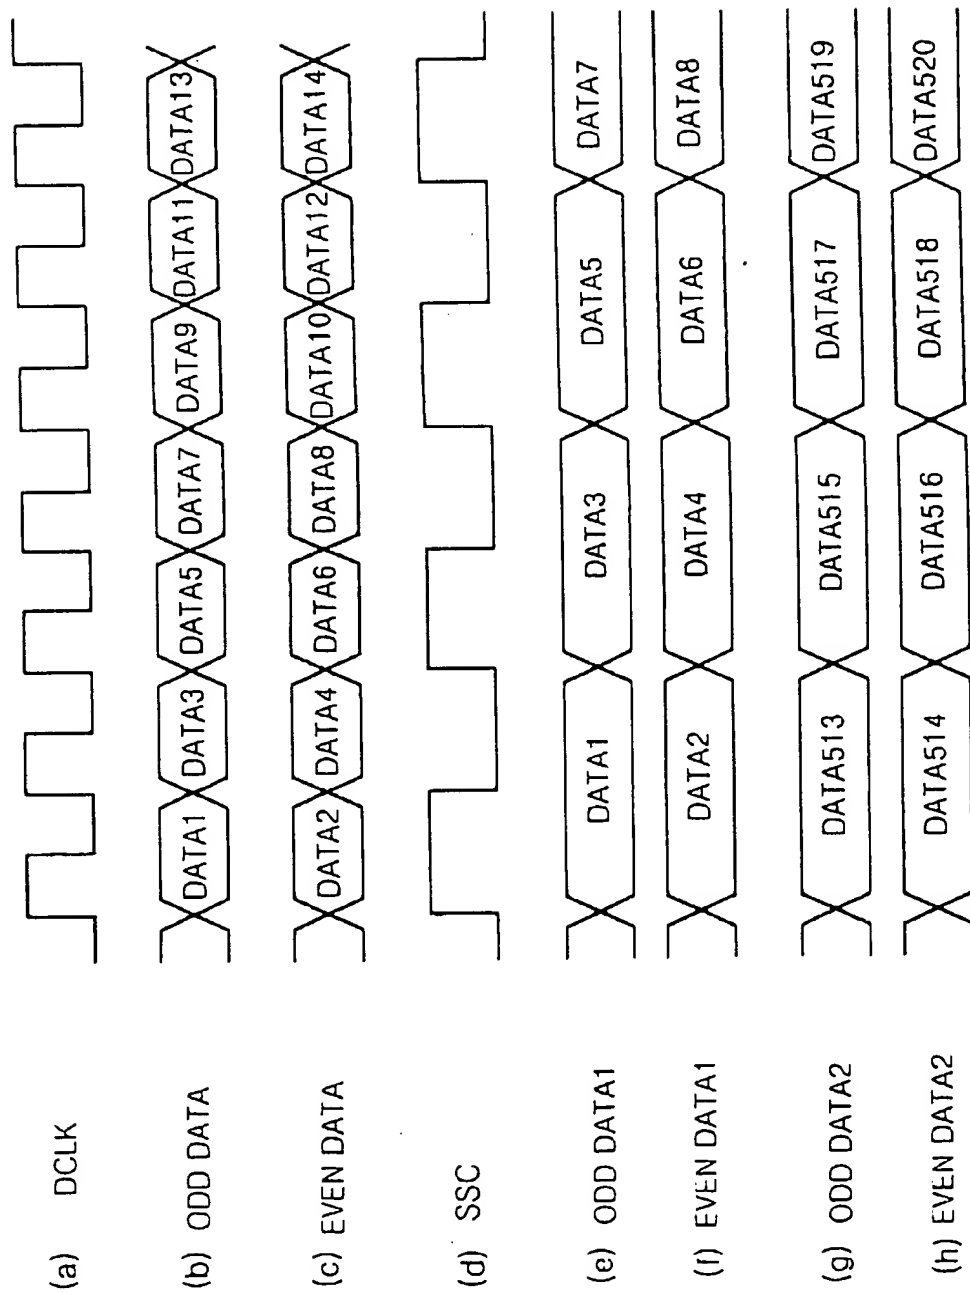 (a) DCLK
(b) ODD DATA DATA1 DATA3 DATA5 DATA7 DATA9 DATA11 DATA13
(c) EVEN DATA DATA2 DATA4 DATA6 DATA8 DATA10 DATA12 DATA14
(d) SSC
(e) ODD DATA1 DATA1 DATA3 DATA5 DATA7
(f) EVEN DATA1 DATA2 DATA4 DATA6 DATA8
(g) ODD DATA2 DATA513 DATA515 DATA517 DATA519
(h) EVEN DATA2 DATA514 DATA516 DATA518 DATA520